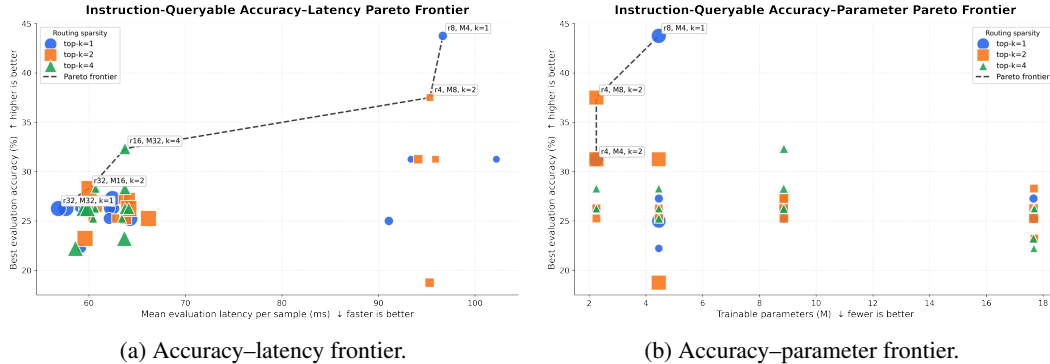 Instruction-Queryable Accuracy–Latency Pareto Frontier
45
40
35
30
25
20
Best evaluation accuracy (%) ↑ higher is better
Routing sparsity
top-k=1
top-k=2
top-k=4
Pareto frontier
r8, M4, k=1
r4, M8, k=2
r16, M32, k=4
r32, M16, k=2
r32, M32, k=1
60
70
80
90
100
Mean evaluation latency per sample (ms) ↓ faster is better
(a) Accuracy–latency frontier.
Instruction-Queryable Accuracy–Parameter Pareto Frontier
45
40
35
30
25
20
Best evaluation accuracy (%) ↑ higher is better
Routing sparsity
top-k=1
top-k=2
top-k=4
Pareto frontier
r8, M4, k=1
r4, M8, k=2
r4, M4, k=2
2
4
6
8
10
12
14
16
18
Trainable parameters (M) ↓ fewer is better
(b) Accuracy–parameter frontier.